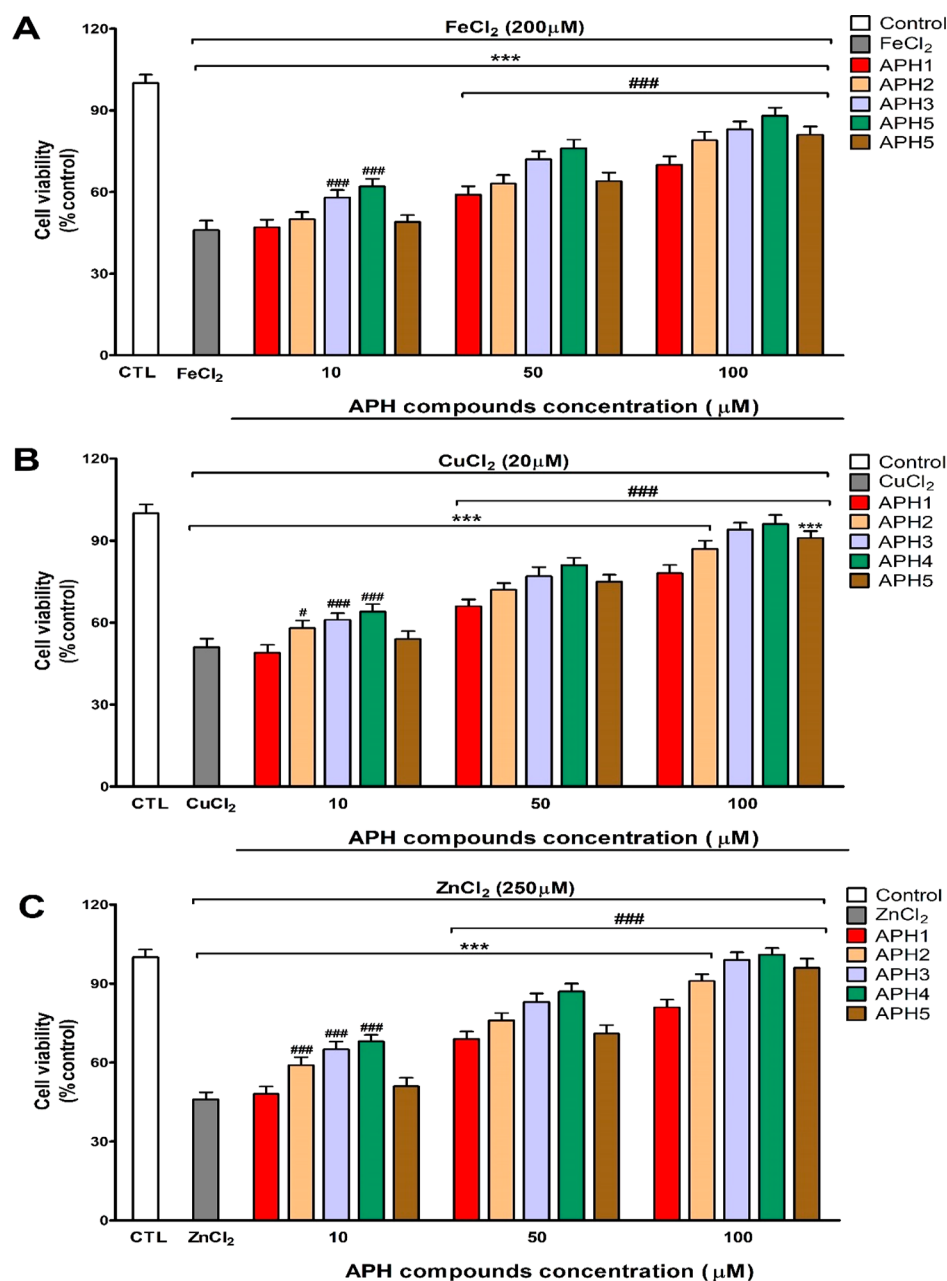 A
FeCl₂ (200μM)
***
###
### ###
120
90
60
30
0
Cell viability
(% control)
CTL FeCl₂ 10 50 100
APH compounds concentration ( μM)
Control
FeCl₂
APH1
APH2
APH3
APH5
APH5
B
CuCl₂ (20μM)
###
***
***
# ### ###
120
90
60
30
0
Cell viability
(% control)
CTL CuCl₂ 10 50 100
APH compounds concentration ( μM)
Control
CuCl₂
APH1
APH2
APH3
APH4
APH5
C
ZnCl₂ (250μM)
###
***
### ### ###
120
90
60
30
0
Cell viability
(% control)
CTL ZnCl₂ 10 50 100
APH compounds concentration (μM)
Control
ZnCl₂
APH1
APH2
APH3
APH4
APH5